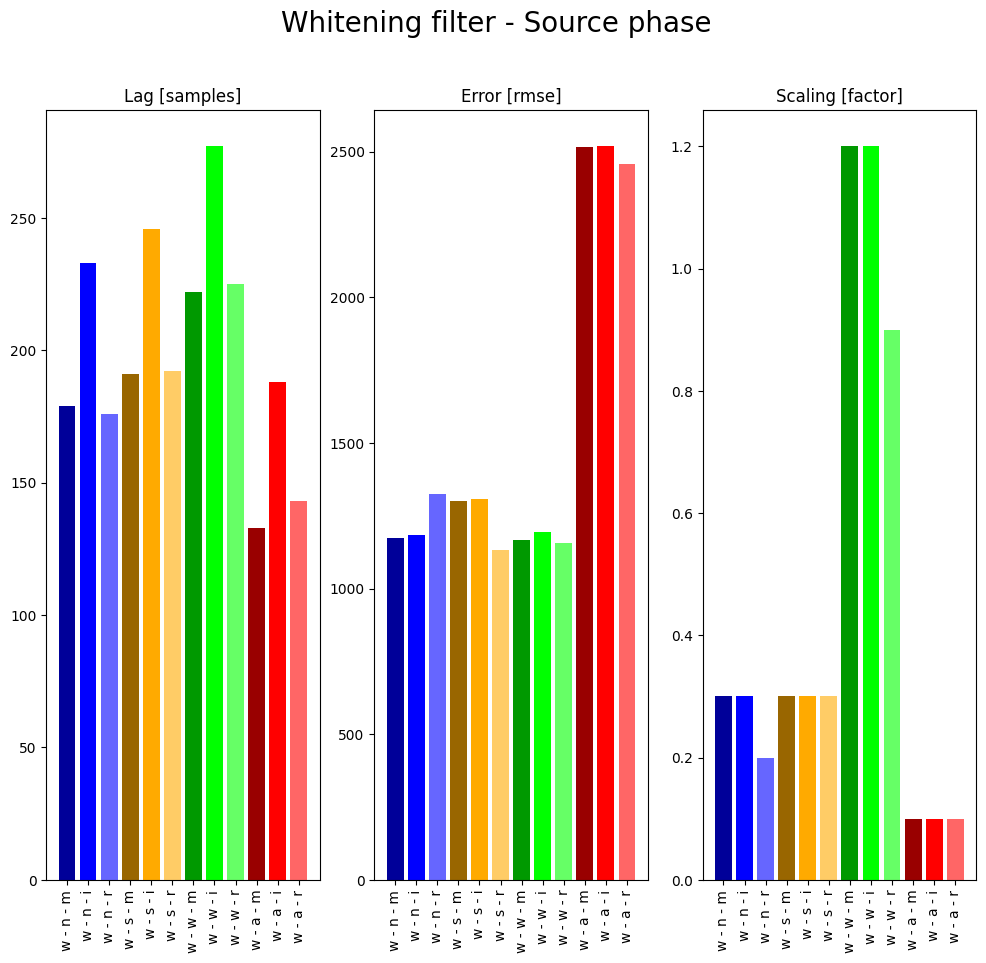 Whitening filter - Source phase
Lag [samples]
250
200
150
100
50
0
w - n - m
w - n - i
w - n - r
w - s - m
w - s - i
w - s - r
w - w - m
w - w - i
w - w - r
w - a - m
w - a - i
w - a - r
Error [rmse]
2500
2000
1500
1000
500
0
w - n - m
w - n - i
w - n - r
w - s - m
w - s - i
w - s - r
w - w - m
w - w - i
w - w - r
w - a - m
w - a - i
w - a - r
Scaling [factor]
1.2
1.0
0.8
0.6
0.4
0.2
0.0
w - n - m
w - n - i
w - n - r
w - s - m
w - s - i
w - s - r
w - w - m
w - w - i
w - w - r
w - a - m
w - a - i
w - a - r